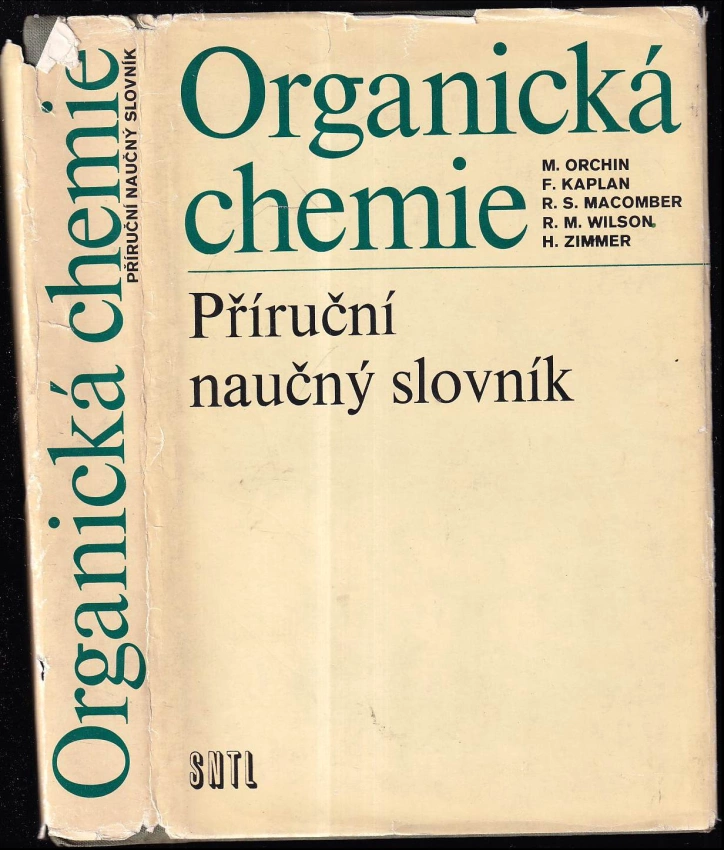 Organická chemie
PŘÍRUČNÍ NAUČNÝ SLOVNÍK
Organická
chemie
M. ORCHIN
F. KAPLAN
R. S. MACOMBER
R. M. WILSON
H. ZIMMER
Příruční
naučný slovník
SNTL